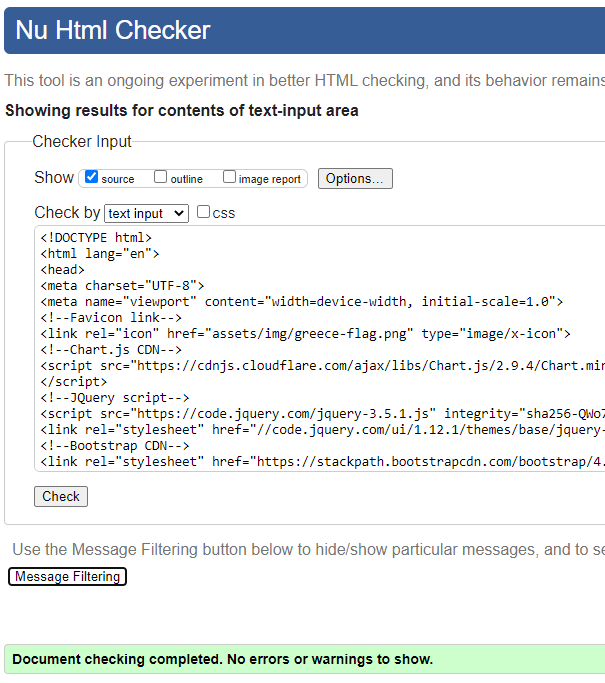 Nu Html Checker
This tool is an ongoing experiment in better HTML checking, and its behavior remains
Showing results for contents of text-input area
Checker Input
Show source outline image report Options...
Check by text input css
<!DOCTYPE html>
<html lang="en">
<head>
<meta charset="UTF-8">
<meta name="viewport" content="width=device-width, initial-scale=1.0">
<!--Favicon link-->
<link rel="icon" href="assets/img/greece-flag.png" type="image/x-icon">
<!--Chart.js CDN-->
<script src="https://cdnjs.cloudflare.com/ajax/libs/Chart.js/2.9.4/Chart.min
</script>
<!--JQuery script-->
<script src="https://code.jquery.com/jquery-3.5.1.js" integrity="sha256-QWo7
<link rel="stylesheet" href="//code.jquery.com/ui/1.12.1/themes/base/jquery-
<!--Bootstrap CDN-->
<link rel="stylesheet" href="https://stackpath.bootstrapcdn.com/bootstrap/4.
Check
Use the Message Filtering button below to hide/show particular messages, and to se
Message Filtering
Document checking completed. No errors or warnings to show.